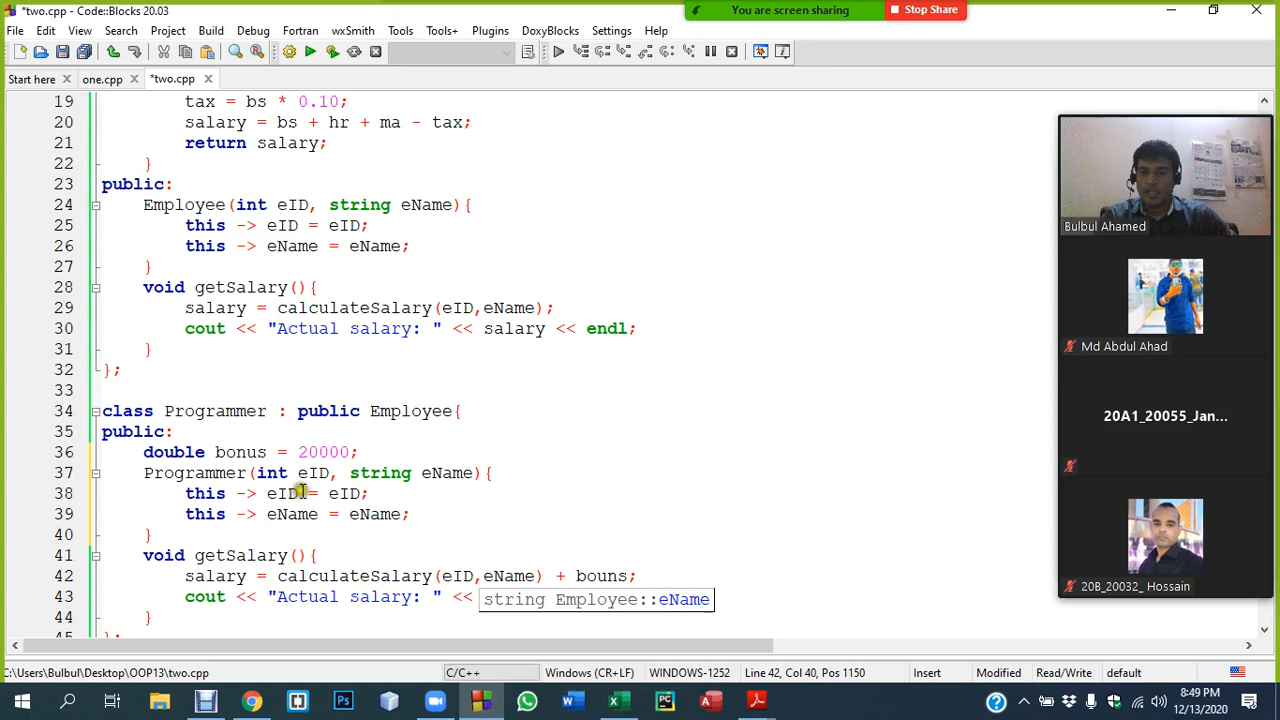 *two.cpp - Code::Blocks 20.03
You are screen sharing
Stop Share
File Edit View Search Project Build Debug Fortran wxSmith Tools Tools+ Plugins DoxyBlocks Settings Help
Start here one.cpp *two.cpp
19 tax = bs * 0.10;
20 salary = bs + hr + ma - tax;
21 return salary;
22 }
23 public:
24 Employee(int eID, string eName){
25 this -> eID = eID;
26 this -> eName = eName;
27 }
28 void getSalary(){
29 salary = calculateSalary(eID,eName);
30 cout << "Actual salary: " << salary << endl;
31 }
32 };
33
34 class Programmer : public Employee{
35 public:
36 double bonus = 20000;
37 Programmer(int eID, string eName){
38 this -> eID = eID;
39 this -> eName = eName;
40 }
41 void getSalary(){
42 salary = calculateSalary(eID,eName) + bouns;
43 cout << "Actual salary: " <<
string Employee::eName
44 }
45 };
Bulbul Ahamed
Md Abdul Ahad
20A1_20055_Jan...
20B_20032_ Hossain
C:\Users\Bulbul\Desktop\OOP13\two.cpp C/C++ Windows (CR+LF) WINDOWS-1252 Line 42, Col 40, Pos 1150 Insert Modified Read/Write default
8:49 PM
12/13/2020